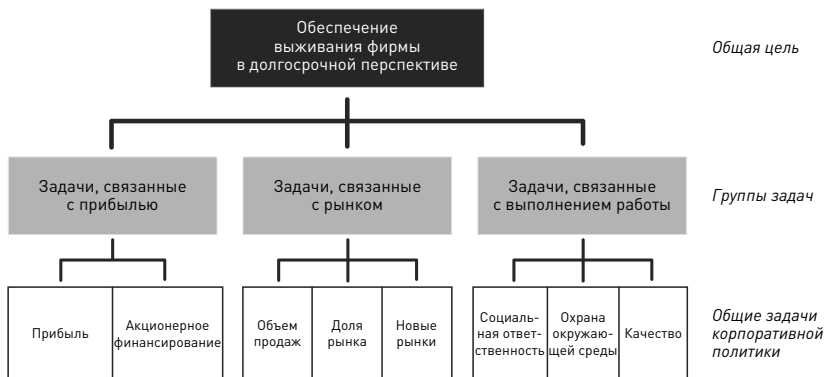 Обеспечение
выживания фирмы
в долгосрочной перспективе
Общая цель
Задачи, связанные
с прибылью
Задачи, связанные
с рынком
Задачи, связанные
с выполнением работы
Группы задач
Прибыль
Акционерное
финансирование
Объем
продаж
Доля
рынка
Новые
рынки
Социаль-
ная ответ-
ственность
Охрана
окружаю-
щей среды
Качество
Общие задачи
корпоративной
политики